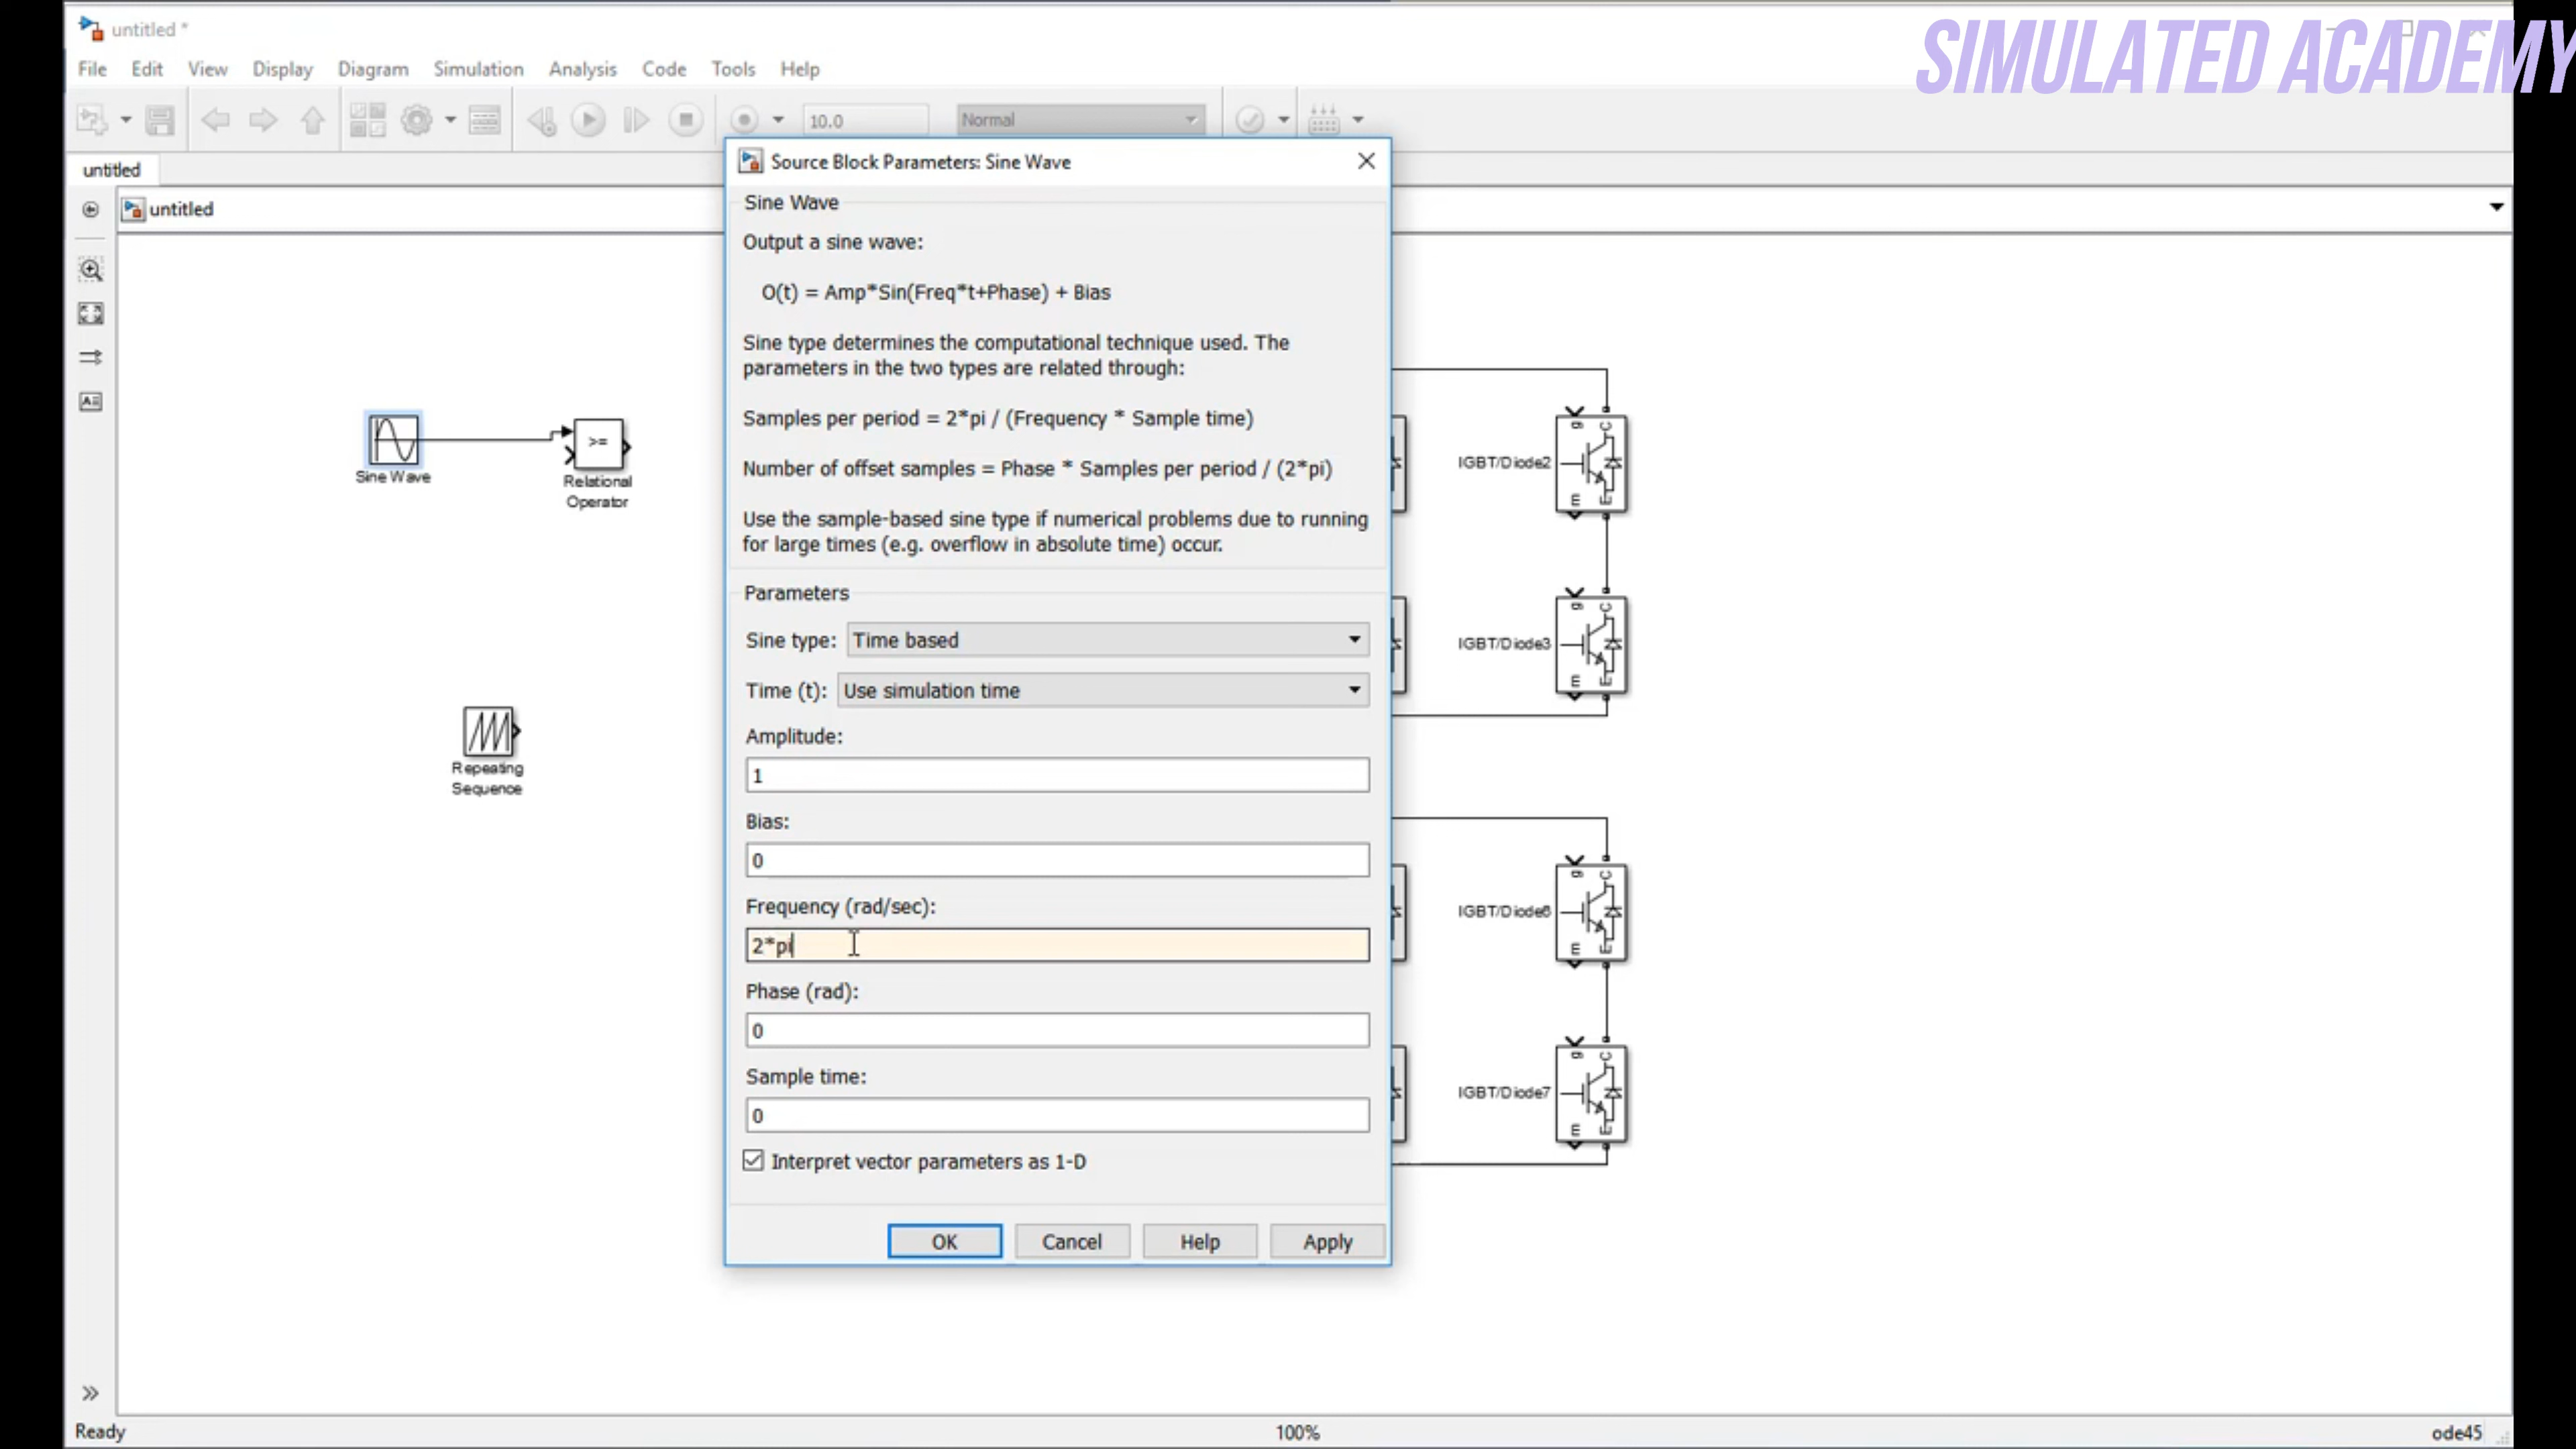 untitled *
SIMULATED ACADEMY
File Edit View Display Diagram Simulation Analysis Code Tools Help
10.0
Normal
untitled
untitled
Source Block Parameters: Sine Wave
Sine Wave
Output a sine wave:
O(t) = Amp*Sin(Freq*t+Phase) + Bias
Sine type determines the computational technique used. The
parameters in the two types are related through:
Samples per period = 2*pi / (Frequency * Sample time)
Number of offset samples = Phase * Samples per period / (2*pi)
Use the sample-based sine type if numerical problems due to running
for large times (e.g. overflow in absolute time) occur.
Parameters
Sine type: Time based
Time (t): Use simulation time
Amplitude:
1
Bias:
0
Frequency (rad/sec):
2*pi
Phase (rad):
0
Sample time:
0
Interpret vector parameters as 1-D
OK Cancel Help Apply
Sine Wave
>=
Relational
Operator
Repeating
Sequence
IGBT/Diode2
g C
m E
IGBT/Diode3
g C
m E
IGBT/Diode6
g C
m E
IGBT/Diode7
g C
m E
Ready
100%
ode45